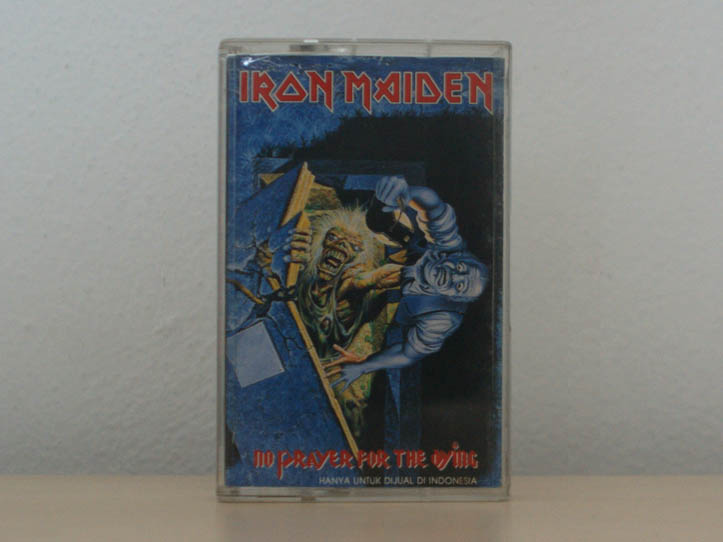 IRON MAIDEN
NO PRAYER FOR THE DYING
HANYA UNTUK DIJUAL DI INDONESIA